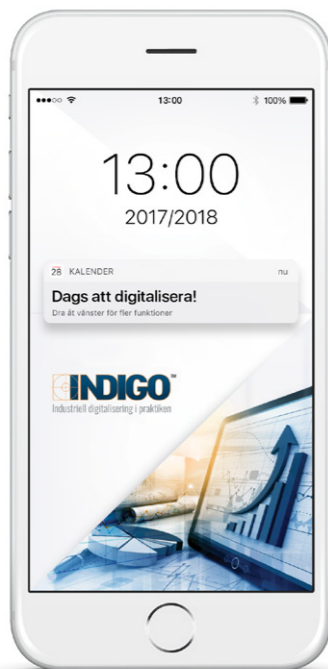 13:00
100%
13:00
2017/2018
28 KALENDER
nu
Dags att digitalisera!
Dra åt vänster för fler funktioner
INDIGO™
Industriell digitalisering i praktiken